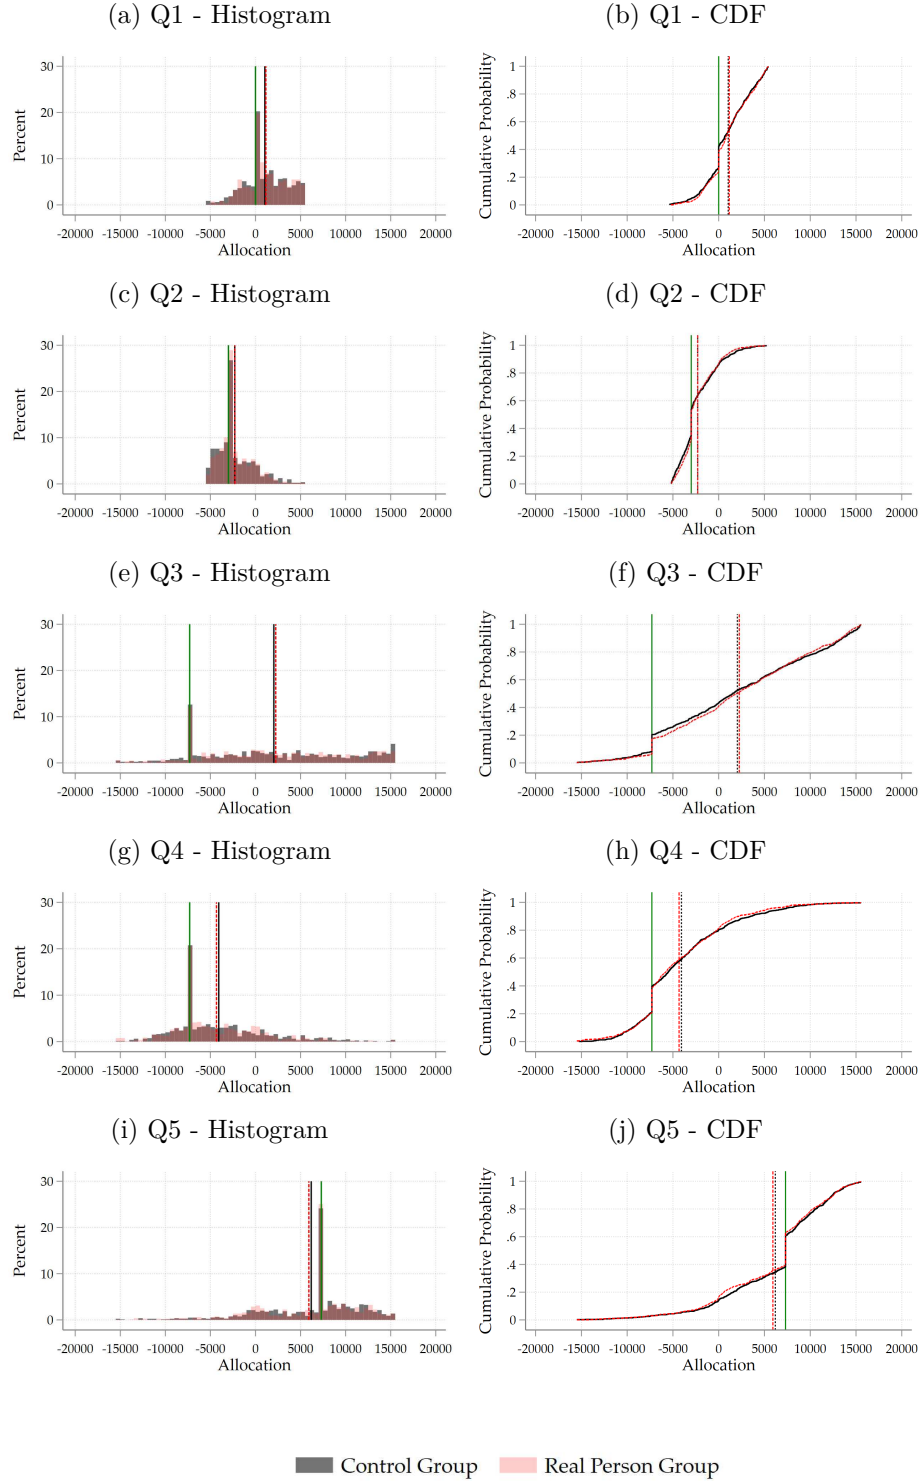 (a) Q1 - Histogram
(b) Q1 - CDF
30
20
10
0
Percent
-20000 -15000 -10000 -5000 0 5000 10000 15000 20000
Allocation
1
.8
.6
.4
.2
0
Cumulative Probability
-20000 -15000 -10000 -5000 0 5000 10000 15000 20000
Allocation
(c) Q2 - Histogram
(d) Q2 - CDF
30
20
10
0
Percent
-20000 -15000 -10000 -5000 0 5000 10000 15000 20000
Allocation
1
.8
.6
.4
.2
0
Cumulative Probability
-20000 -15000 -10000 -5000 0 5000 10000 15000 20000
Allocation
(e) Q3 - Histogram
(f) Q3 - CDF
30
20
10
0
Percent
-20000 -15000 -10000 -5000 0 5000 10000 15000 20000
Allocation
1
.8
.6
.4
.2
0
Cumulative Probability
-20000 -15000 -10000 -5000 0 5000 10000 15000 20000
Allocation
(g) Q4 - Histogram
(h) Q4 - CDF
30
20
10
0
Percent
-20000 -15000 -10000 -5000 0 5000 10000 15000 20000
Allocation
1
.8
.6
.4
.2
0
Cumulative Probability
-20000 -15000 -10000 -5000 0 5000 10000 15000 20000
Allocation
(i) Q5 - Histogram
(j) Q5 - CDF
30
20
10
0
Percent
-20000 -15000 -10000 -5000 0 5000 10000 15000 20000
Allocation
1
.8
.6
.4
.2
0
Cumulative Probability
-20000 -15000 -10000 -5000 0 5000 10000 15000 20000
Allocation
Control Group Real Person Group